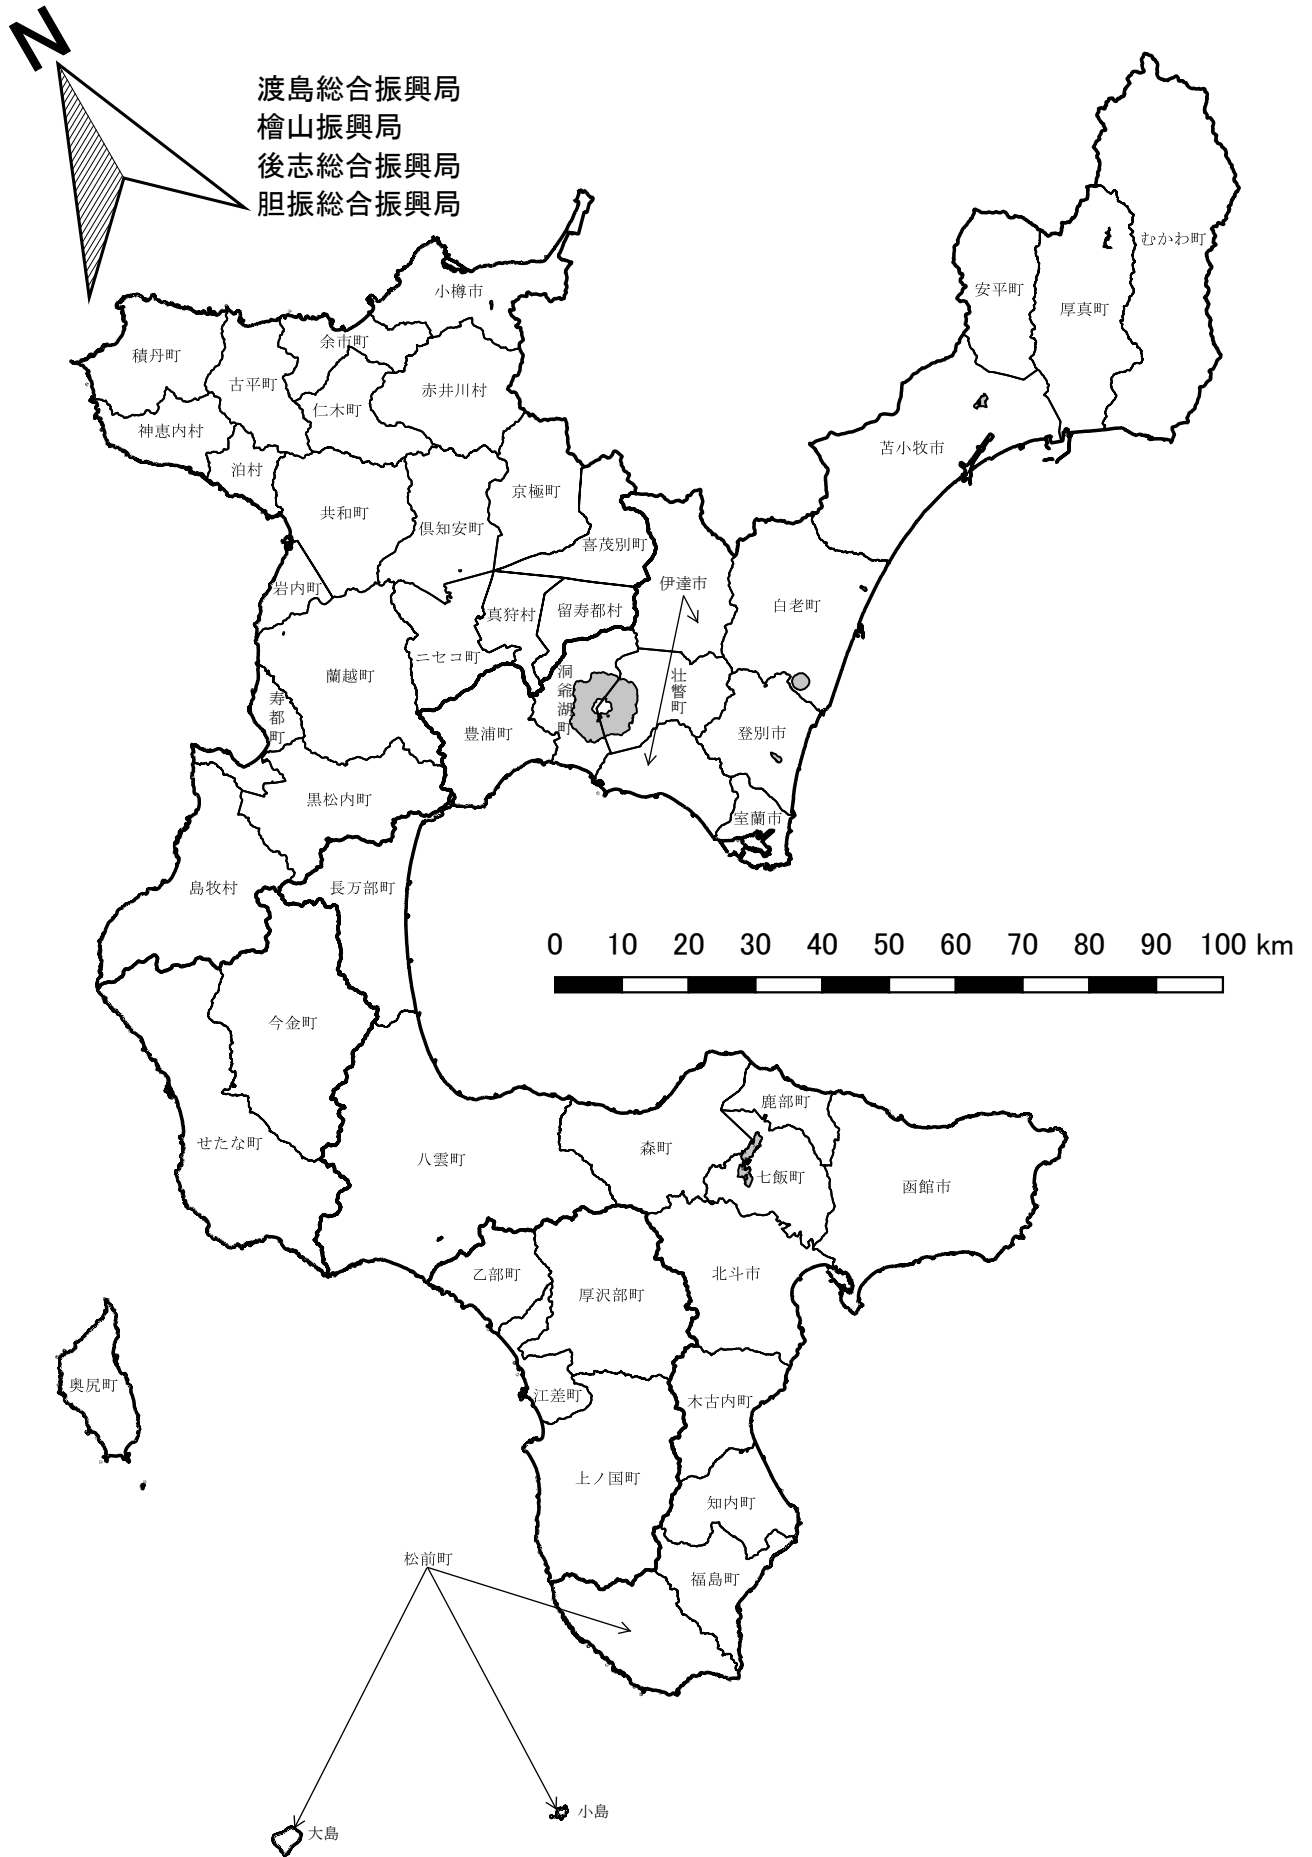 N
渡島総合振興局
檜山振興局
後志総合振興局
胆振総合振興局
むかわ町
安平町
厚真町
小樽市
余市町
積丹町
古平町
赤井川村
仁木町
神恵内村
泊村
苫小牧市
京極町
共和町
倶知安町
喜茂別町
伊達市
岩内町
白老町
真狩村
留寿都村
ニセコ町
蘭越町
洞爺湖町
壮瞥町
寿都町
豊浦町
登別市
黒松内町
室蘭市
島牧村
長万部町
0 10 20 30 40 50 60 70 80 90 100 km
今金町
鹿部町
せたな町
八雲町
森町
七飯町
函館市
乙部町
厚沢部町
北斗市
奥尻町
江差町
木古内町
上ノ国町
知内町
松前町
福島町
小島
大島